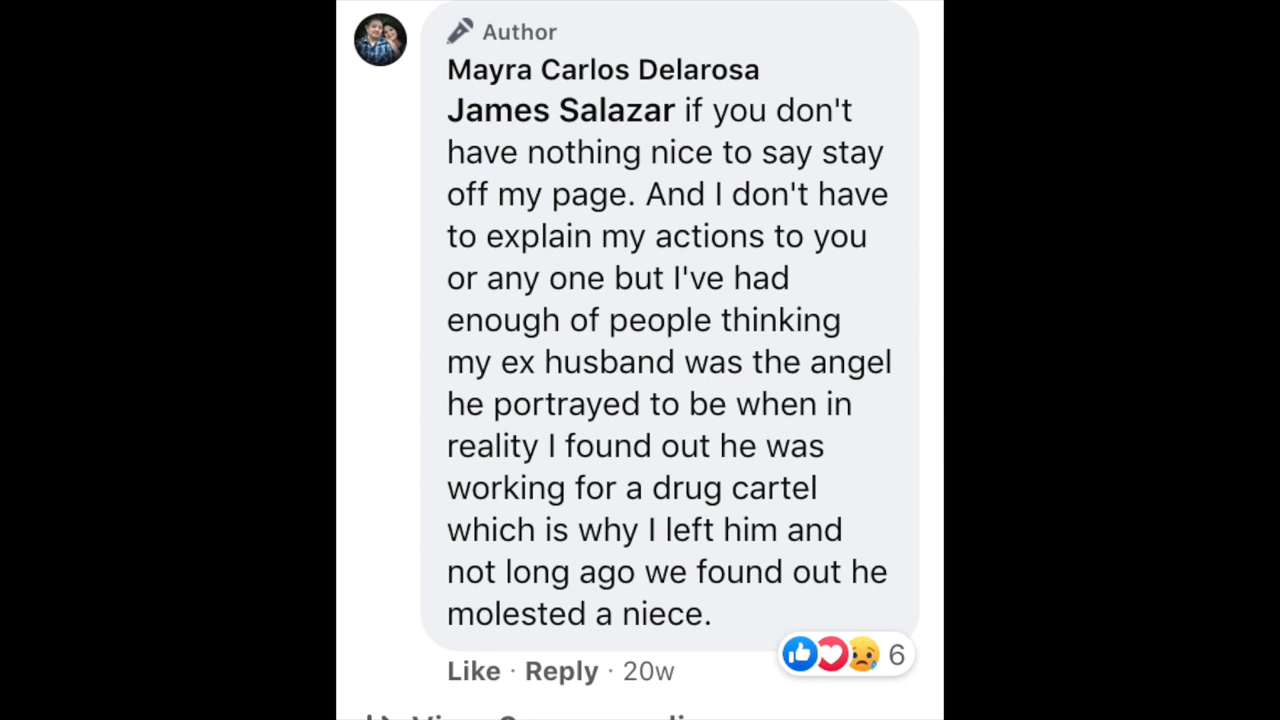 Author
Mayra Carlos Delarosa
James Salazar if you don't
have nothing nice to say stay
off my page. And I don't have
to explain my actions to you
or any one but I've had
enough of people thinking
my ex husband was the angel
he portrayed to be when in
reality I found out he was
working for a drug cartel
which is why I left him and
not long ago we found out he
molested a niece.
6
Like · Reply · 20w